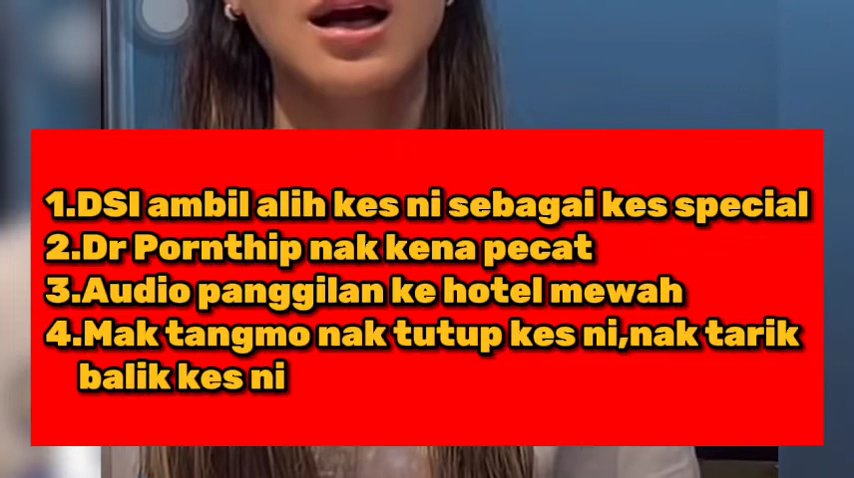 1.DSI ambil alih kes ni sebagai kes special
2.Dr Pornthip nak kena pecat
3.Audio panggilan ke hotel mewah
4.Mak tangmo nak tutup kes ni,nak tarik
balik kes ni